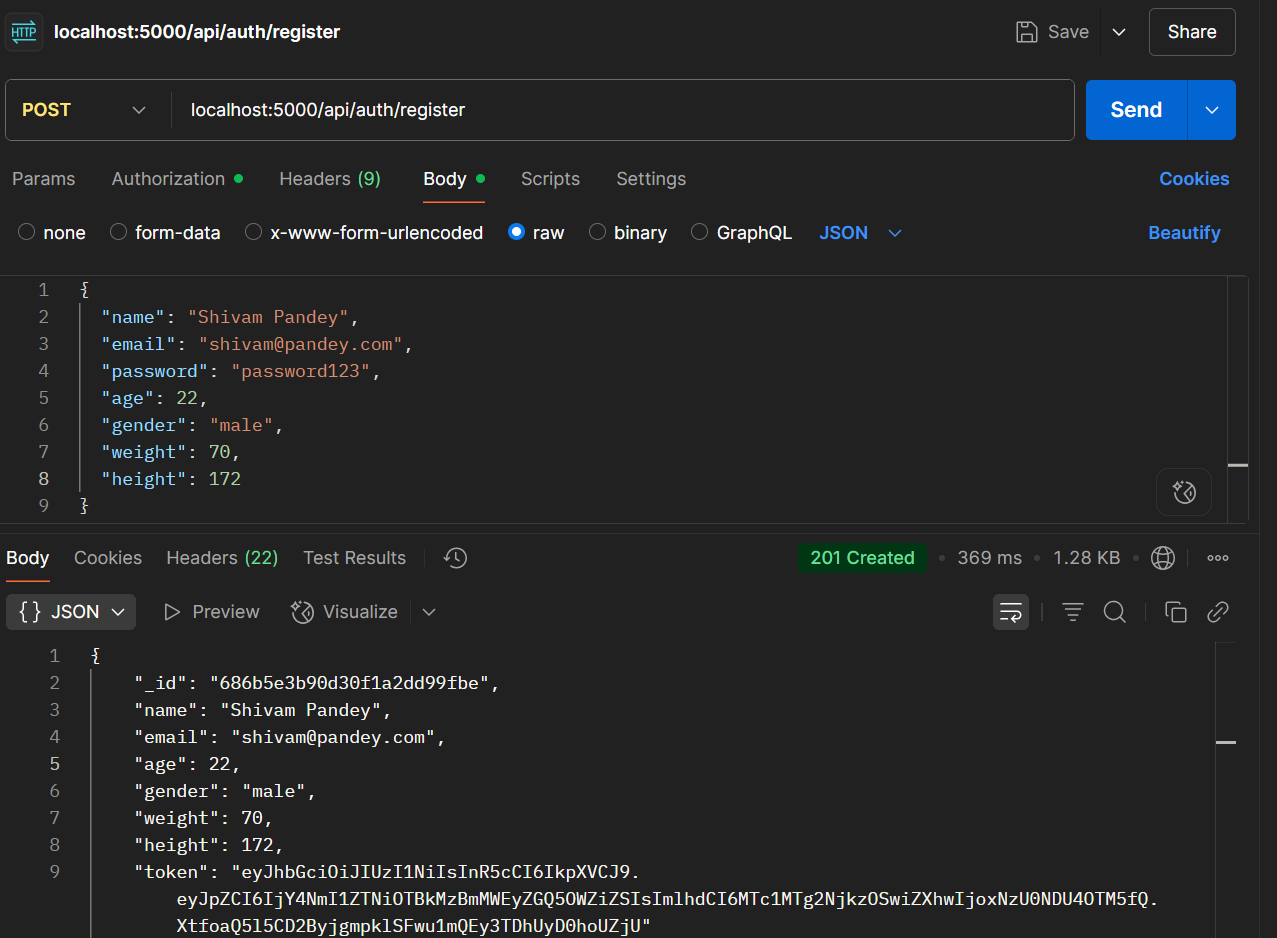 HTTP localhost:5000/api/auth/register Save Share
POST localhost:5000/api/auth/register Send
Params Authorization Headers (9) Body Scripts Settings Cookies
none form-data x-www-form-urlencoded raw binary GraphQL JSON Beautify
1 {
2 "name": "Shivam Pandey",
3 "email": "shivam@pandey.com",
4 "password": "password123",
5 "age": 22,
6 "gender": "male",
7 "weight": 70,
8 "height": 172
9 }
Body Cookies Headers (22) Test Results 201 Created 369 ms 1.28 KB
{} JSON Preview Visualize
1 {
2 "_id": "686b5e3b90d30f1a2dd99fbe",
3 "name": "Shivam Pandey",
4 "email": "shivam@pandey.com",
5 "age": 22,
6 "gender": "male",
7 "weight": 70,
8 "height": 172,
9 "token": "eyJhbGciOiJIUzI1NiIsInR5cCI6IkpXVCJ9.
eyJpZCI6IjY4NmI1ZTNiOTBkMzBmMWEyZGQ5OWZiZSIsImlhdCI6MTc1MTg2NjkzOSwiZXhwIjoxNzU0NDU4OTM5fQ.
XtfoaQ5l5CD2ByjgmpklSFwu1mQEy3TDhUyD0hoUZjU"